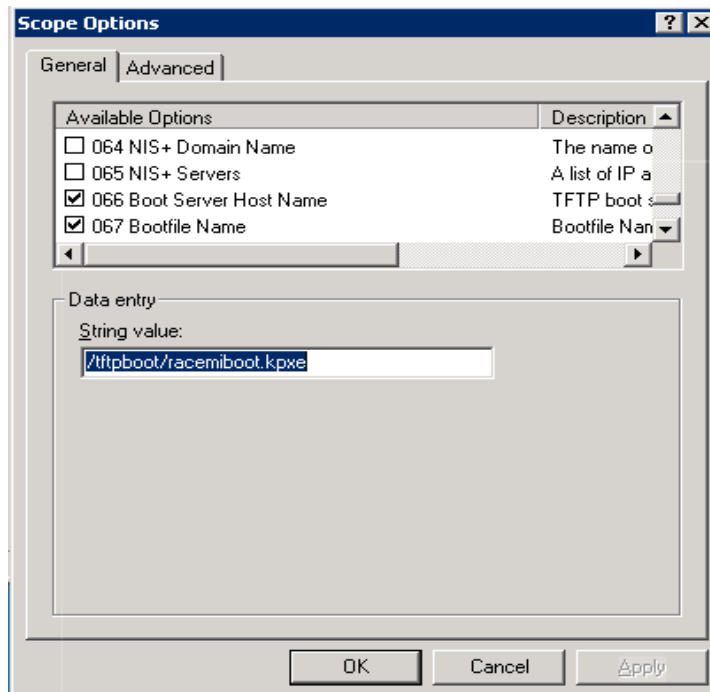 Scope Options
General Advanced
Available Options Description
064 NIS+ Domain Name The name o
065 NIS+ Servers A list of IP a
066 Boot Server Host Name TFTP boot s
067 Bootfile Name Bootfile Nan
Data entry
String value:
/tftpboot/racemiboot.kpxe
OK Cancel Apply